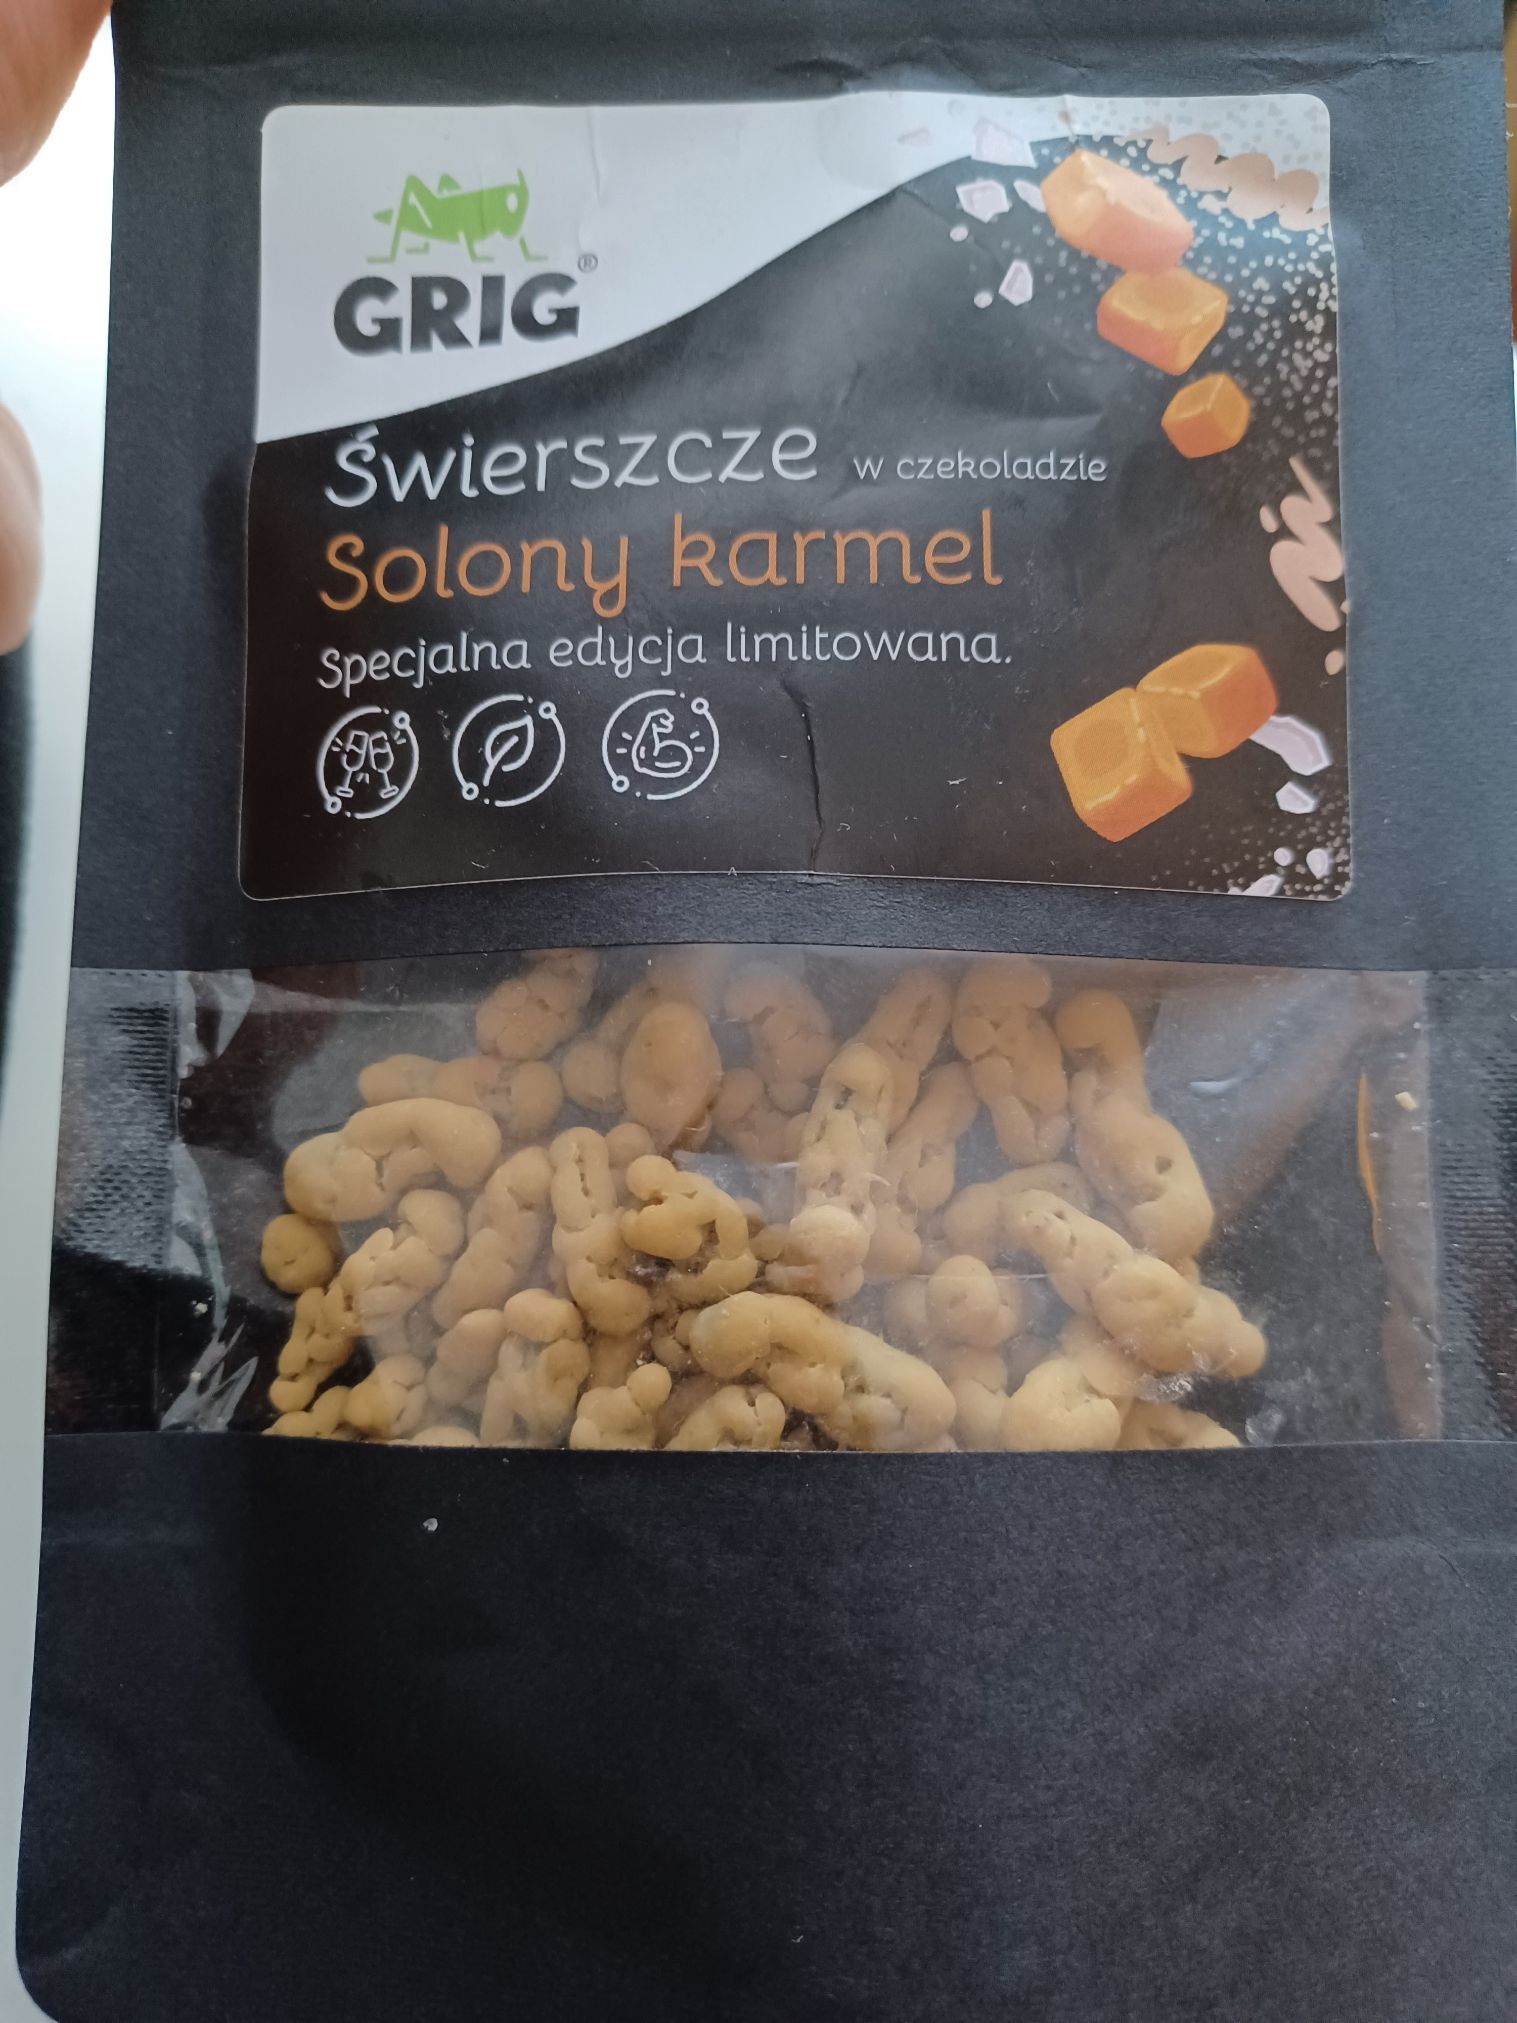 GRIG®
Świerszcze w czekoladzie
Solony karmel
Specjalna edycja limitowana.